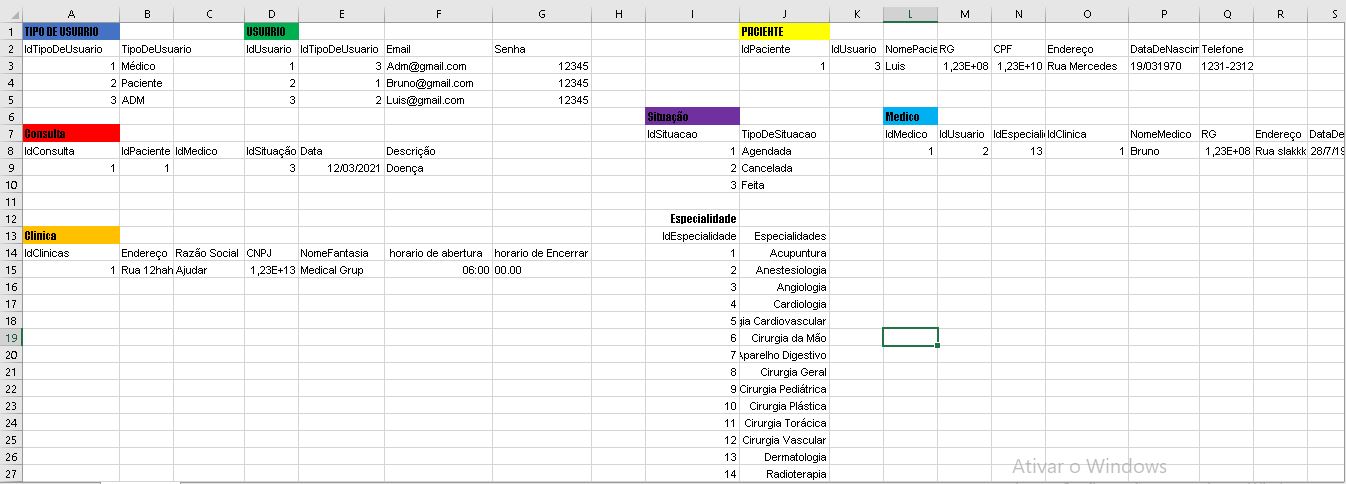 A B C D E F G H I J K L M N O P Q R S
1 TIPO DE USUARIO USUARIO PACIENTE
2 IdTipoDeUsuario TipoDeUsuario IdUsuario IdTipoDeUsuario Email Senha IdPaciente IdUsuario NomePacie RG CPF Endereço DataDeNascim Telefone
3 1 Médico 1 3 Adm@gmail.com 12345 1 3 Luis 1,23E+08 1,23E+10 Rua Mercedes 19/031970 1231-2312
4 2 Paciente 2 1 Bruno@gmail.com 12345
5 3 ADM 3 2 Luis@gmail.com 12345
6 Situação Medico
7 Consulta IdSituacao TipoDeSituacao IdMedico IdUsuario IdEspeciali IdClinica NomeMedico RG Endereço DataDe
8 IdConsulta IdPaciente IdMedico IdSituação Data Descrição 1 Agendada 1 2 13 1 Bruno 1,23E+08 Rua slakkk 28/7/19
9 1 1 3 12/03/2021 Doença 2 Cancelada
10 3 Feita
11
12 Especialidade
13 Clinica IdEspecialidade Especialidades
14 IdClinicas Endereço Razão Social CNPJ NomeFantasia horario de abertura horario de Encerrar 1 Acupuntura
15 1 Rua 12hah Ajudar 1,23E+13 Medical Grup 06:00 00.00 2 Anestesiologia
16 3 Angiologia
17 4 Cardiologia
18 5 gia Cardiovascular
19 6 Cirurgia da Mão
20 7 Aparelho Digestivo
21 8 Cirurgia Geral
22 9 Cirurgia Pediátrica
23 10 Cirurgia Plástica
24 11 Cirurgia Torácica
25 12 Cirurgia Vascular
26 13 Dermatologia
27 14 Radioterapia
Ativar o Windows